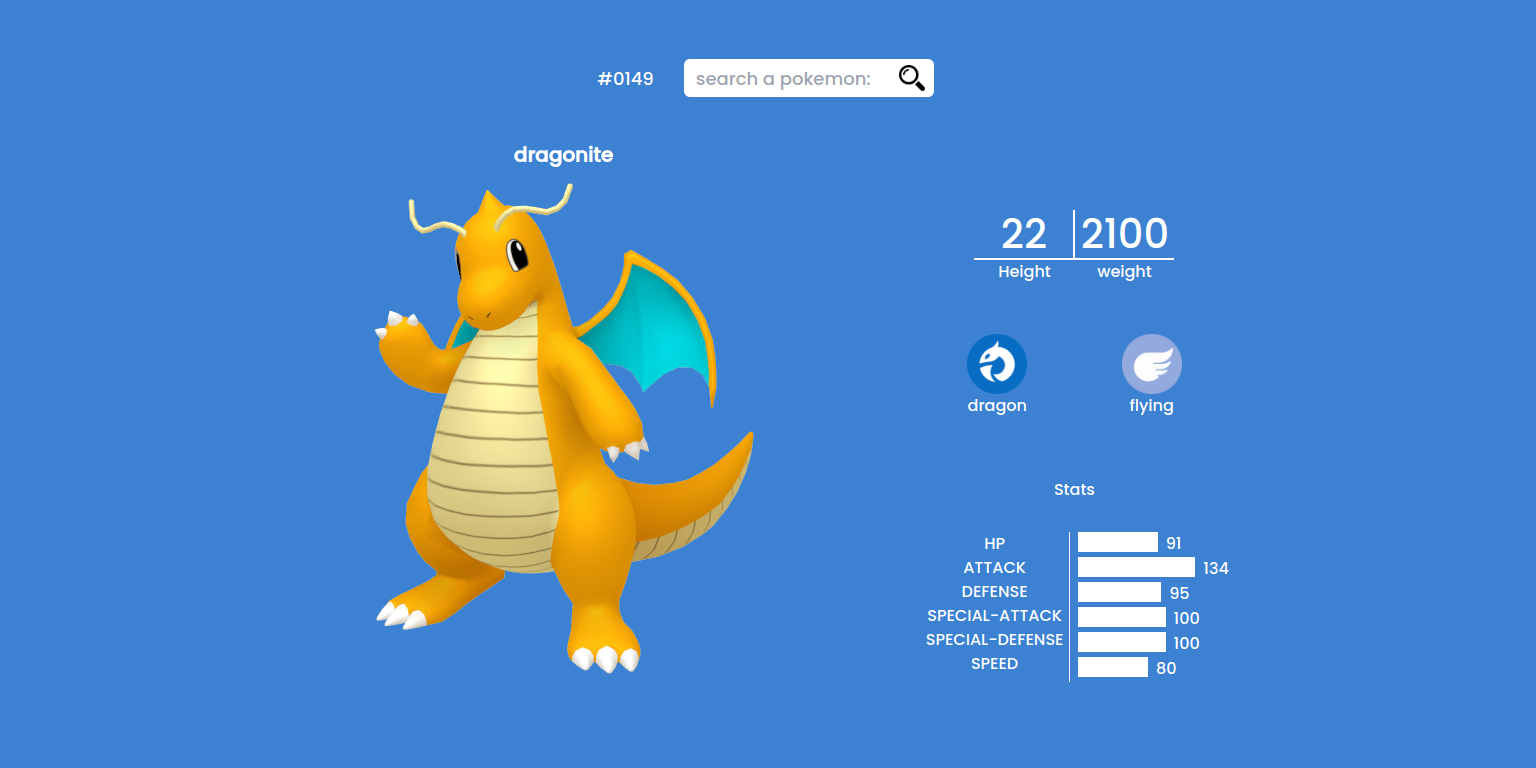 #0149 search a pokemon:
dragonite
22 2100
Height weight
dragon flying
Stats
HP 91
ATTACK 134
DEFENSE 95
SPECIAL-ATTACK 100
SPECIAL-DEFENSE 100
SPEED 80